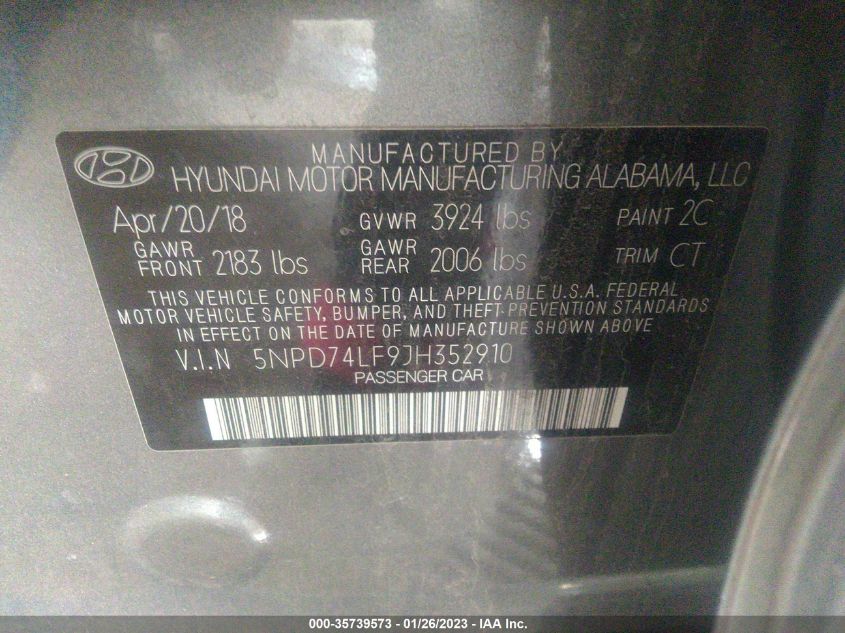 MANUFACTURED BY
HYUNDAI MOTOR MANUFACTURING ALABAMA, LLC
Apr/20/18 GVWR 3924 lbs PAINT 2C
GAWR FRONT 2183 lbs GAWR REAR 2006 lbs TRIM CT
THIS VEHICLE CONFORMS TO ALL APPLICABLE U.S.A. FEDERAL
MOTOR VEHICLE SAFETY, BUMPER, AND THEFT PREVENTION STANDARDS
IN EFFECT ON THE DATE OF MANUFACTURE SHOWN ABOVE
V.I.N 5NPD74LF9JH352910
PASSENGER CAR
000-35739573 - 01/26/2023 - IAA Inc.